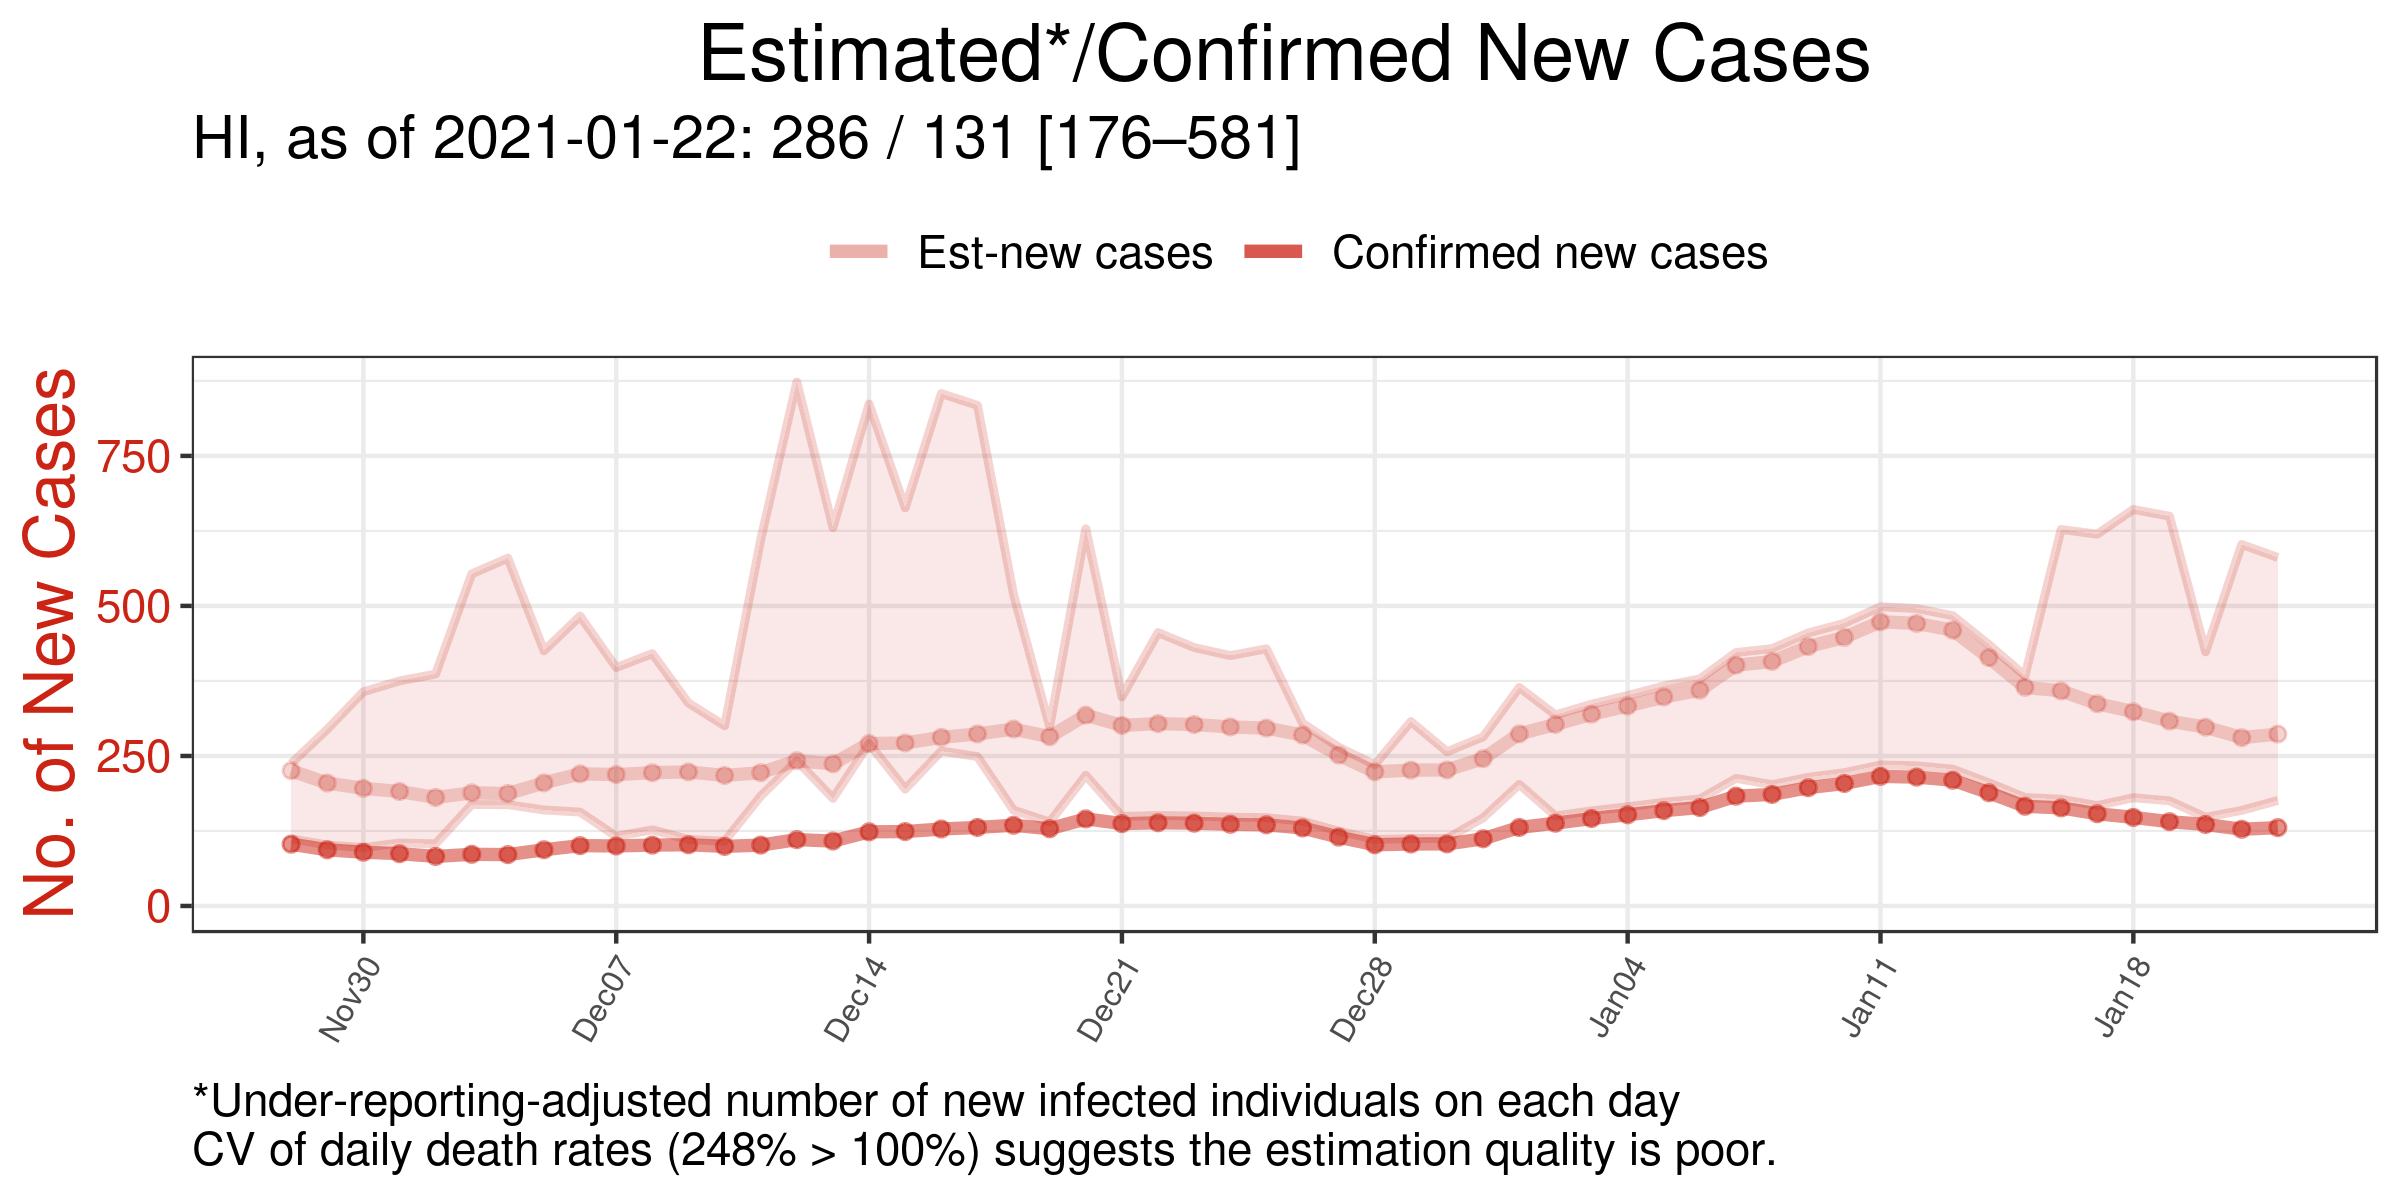 Estimated*/Confirmed New Cases
HI, as of 2021-01-22: 286 / 131 [176–581]
Est-new cases Confirmed new cases
No. of New Cases
750
500
250
0
Nov30 Dec07 Dec14 Dec21 Dec28 Jan04 Jan11 Jan18
*Under-reporting-adjusted number of new infected individuals on each day
CV of daily death rates (248% > 100%) suggests the estimation quality is poor.